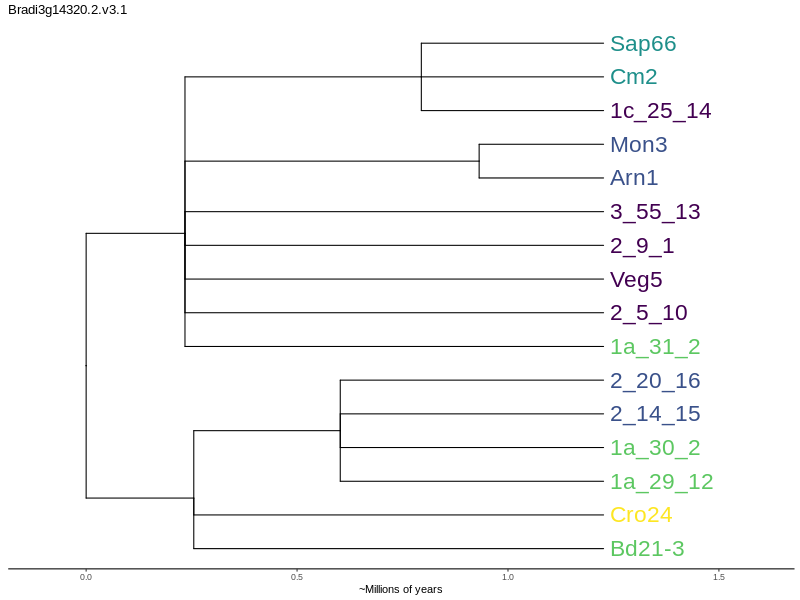 Bradi3g14320.2.v3.1
Sap66
Cm2
1c_25_14
Mon3
Arn1
3_55_13
2_9_1
Veg5
2_5_10
1a_31_2
2_20_16
2_14_15
1a_30_2
1a_29_12
Cro24
Bd21-3
0.0 0.5 1.0 1.5
~Millions of years